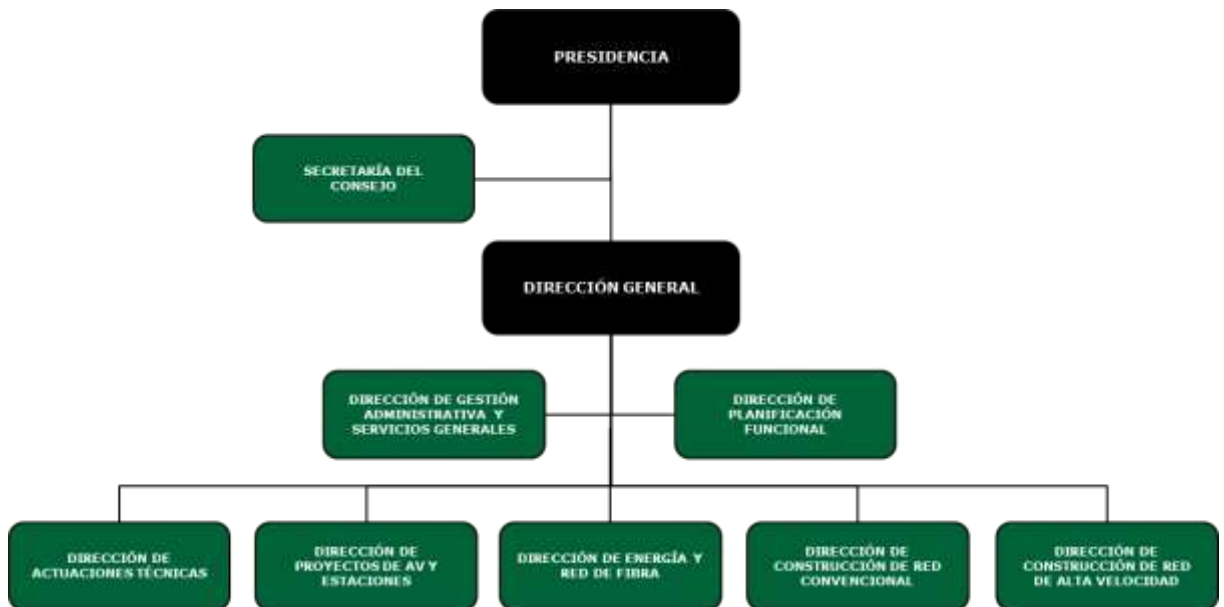 PRESIDENCIA
SECRETARÍA DEL
CONSEJO
DIRECCIÓN GENERAL
DIRECCIÓN DE GESTIÓN
ADMINISTRATIVA Y
SERVICIOS GENERALES
DIRECCIÓN DE
PLANIFICACIÓN
FUNCIONAL
DIRECCIÓN DE
ACTUACIONES TÉCNICAS
DIRECCIÓN DE
PROYECTOS DE AV Y
ESTACIONES
DIRECCIÓN DE ENERGÍA Y
RED DE FIBRA
DIRECCIÓN DE
CONSTRUCCIÓN DE RED
CONVENCIONAL
DIRECCIÓN DE
CONSTRUCCIÓN DE RED
DE ALTA VELOCIDAD